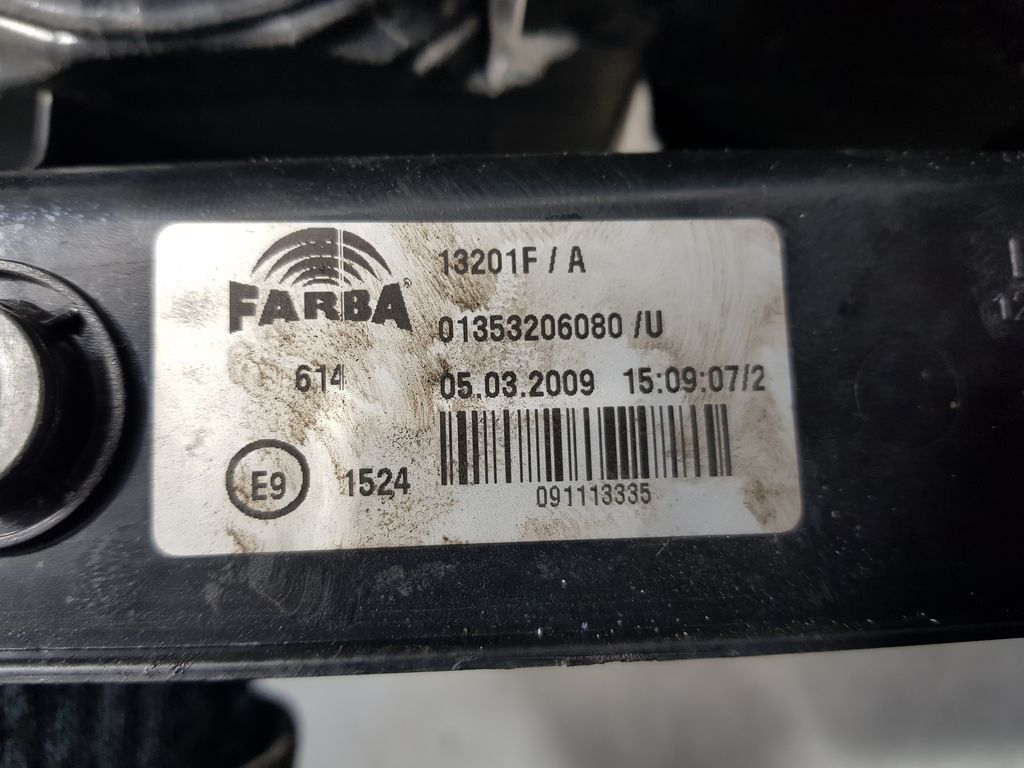 FARBA®
13201F / A
01353206080 /U
614
05.03.2009 15:09:07/2
E9
1524
091113335